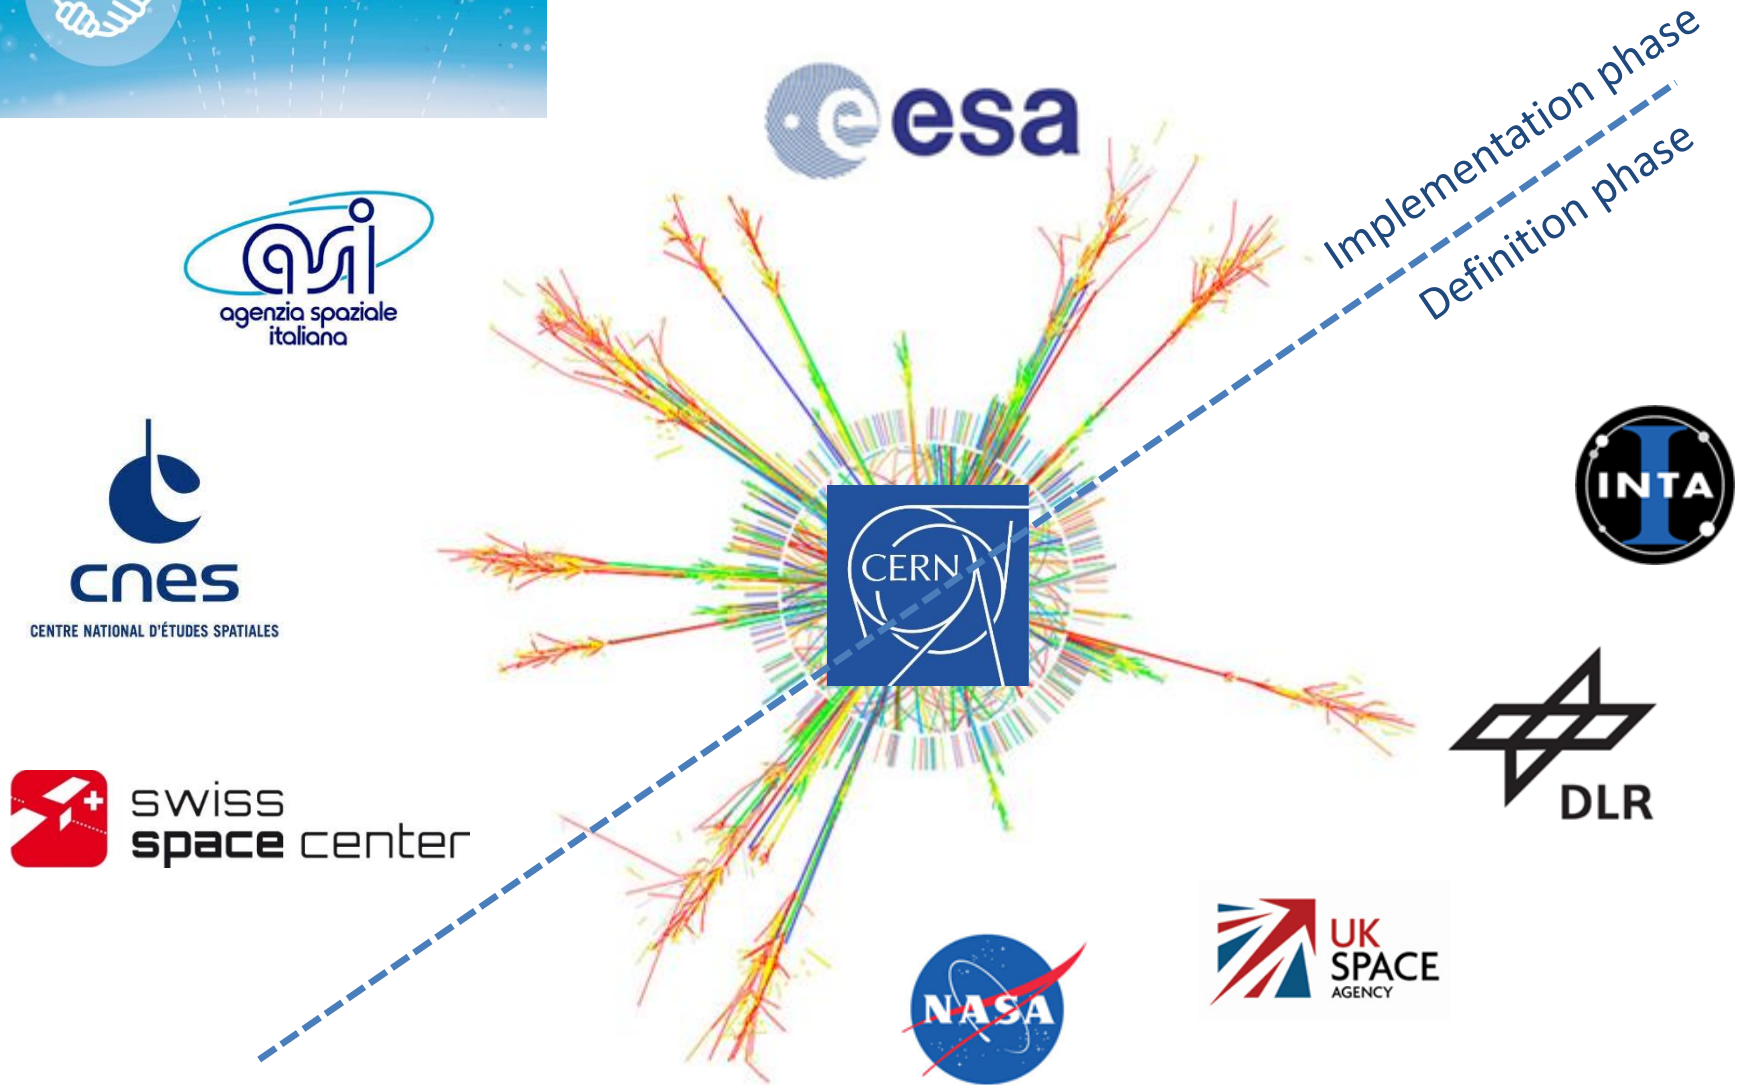 esa
Implementation phase
Definition phase
asi
agenzia spaziale
italiana
INTA
cnes
CENTRE NATIONAL D'ÉTUDES SPATIALES
CERN
DLR
swiss
space center
UK
SPACE
AGENCY
NASA